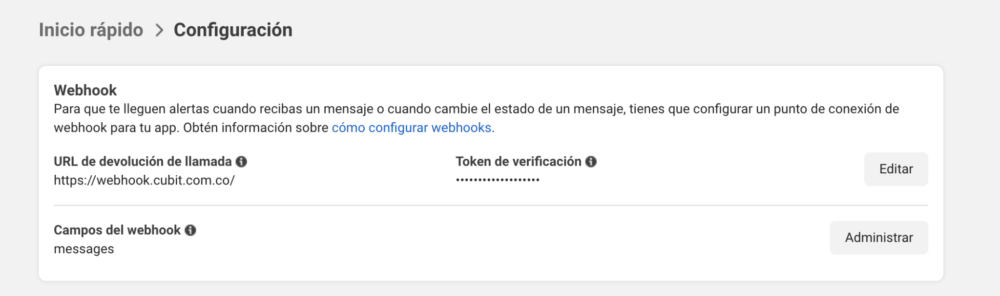 Inicio rápido > Configuración
Webhook
Para que te lleguen alertas cuando recibas un mensaje o cuando cambie el estado de un mensaje, tienes que configurar un punto de conexión de
webhook para tu app. Obtén información sobre cómo configurar webhooks.
URL de devolución de llamada
Token de verificación
Editar
https://webhook.cubit.com.co/
•••••••••••••••••••
Campos del webhook
Administrar
messages